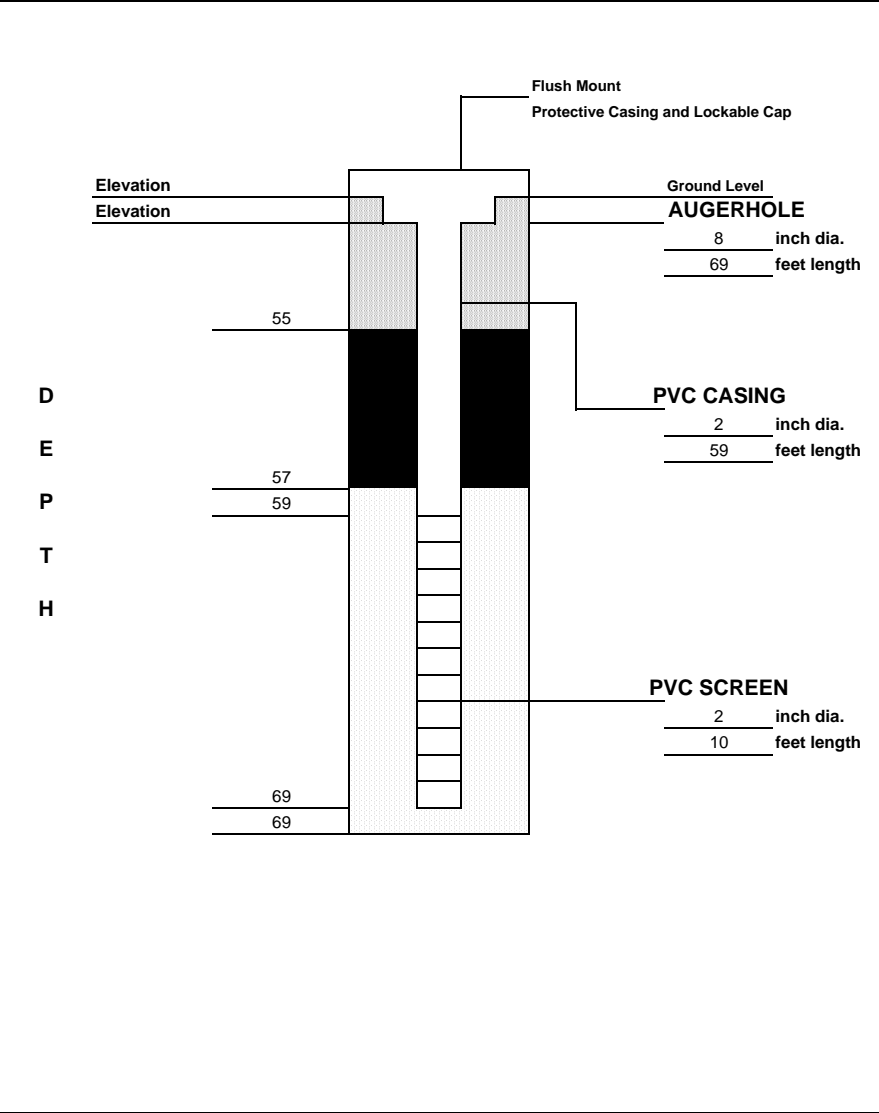 Flush Mount
Protective Casing and Lockable Cap
Elevation
Ground Level
Elevation
AUGERHOLE
8 inch dia.
69 feet length
55
D
PVC CASING
2 inch dia.
E
59 feet length
57
P
59
T
H
PVC SCREEN
2 inch dia.
10 feet length
69
69